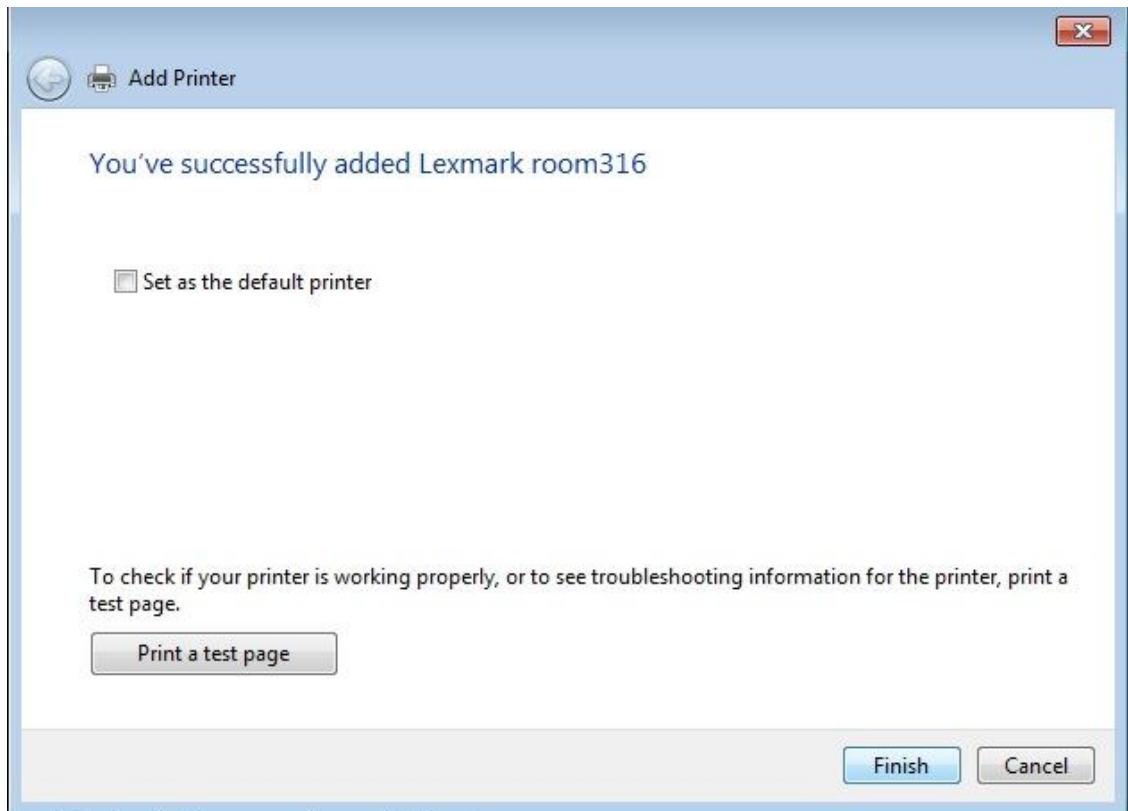 Add Printer
You've successfully added Lexmark room316
Set as the default printer
To check if your printer is working properly, or to see troubleshooting information for the printer, print a
test page.
Print a test page
Finish Cancel